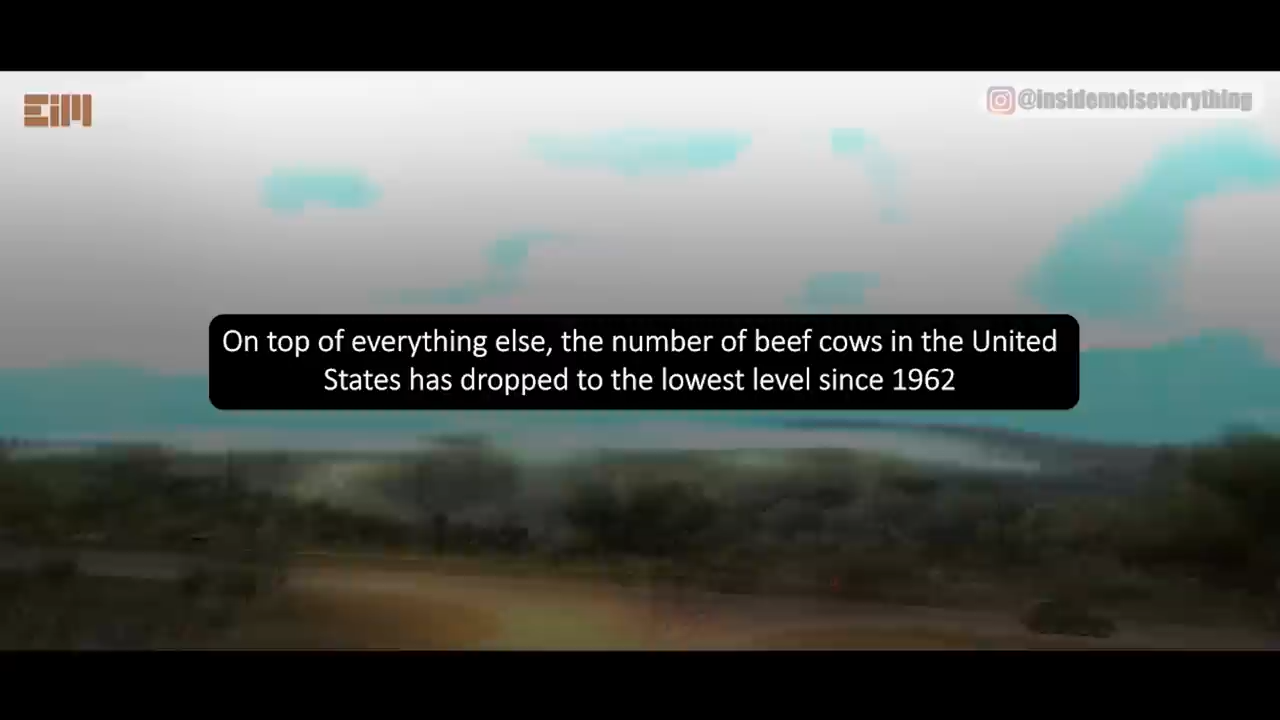 EiM
@insidemeiseverything
On top of everything else, the number of beef cows in the United
States has dropped to the lowest level since 1962